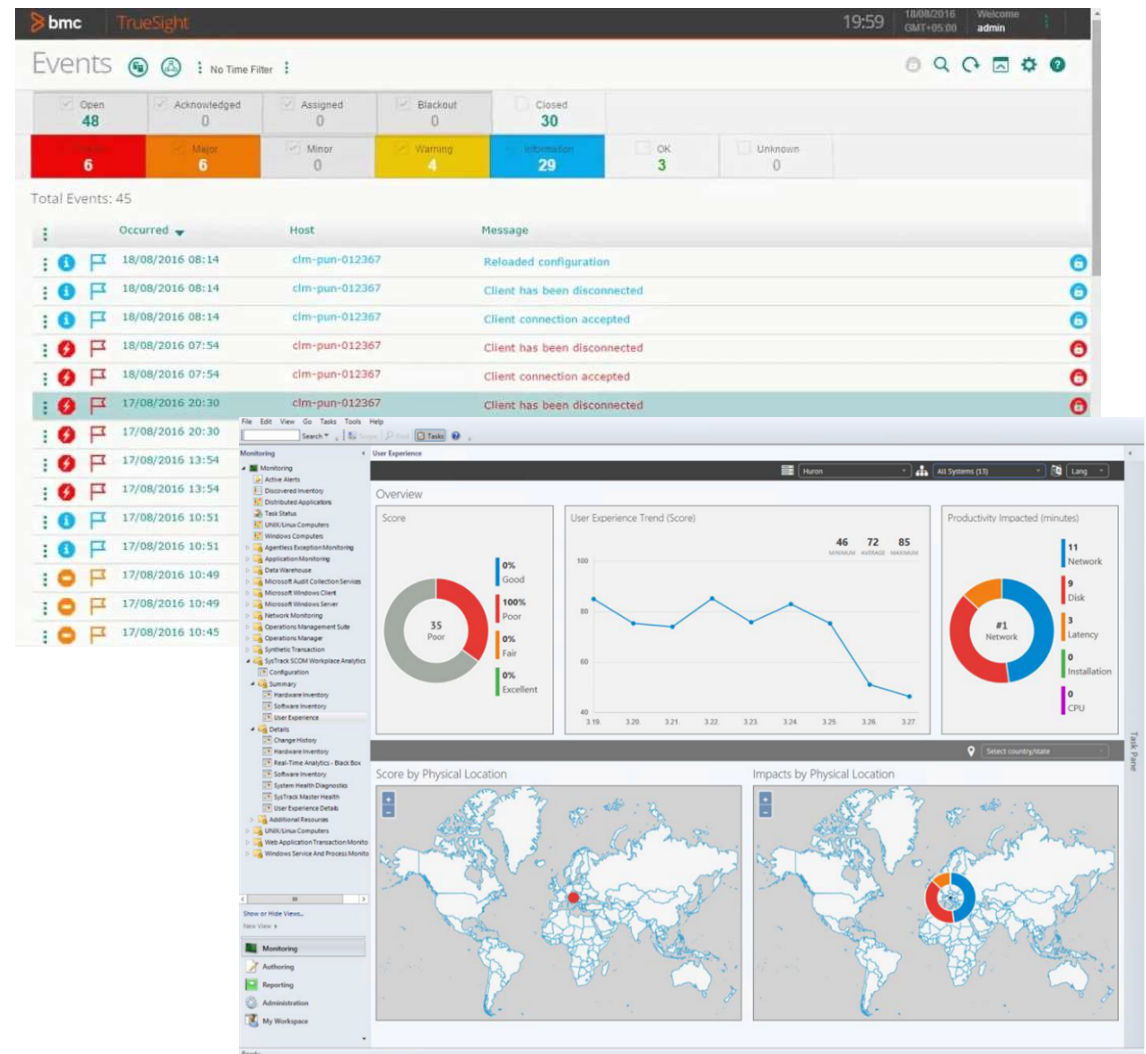 bmc TrueSight 19:59 18/08/2016 Welcome
GMT+05:00 admin
Events No Time Filter
Open Acknowledged Assigned Blackout Closed
48 0 0 0 30
Major Minor Warning Information OK Unknown
6 6 0 4 29 3 0
Total Events: 45
Occurred Host Message
18/08/2016 08:14 clm-pun-012367 Reloaded configuration
18/08/2016 08:14 clm-pun-012367 Client has been disconnected
18/08/2016 08:14 clm-pun-012367 Client connection accepted
18/08/2016 07:54 clm-pun-012367 Client has been disconnected
18/08/2016 07:54 clm-pun-012367 Client connection accepted
17/08/2016 20:30 clm-pun-012367 Client has been disconnected
17/08/2016 20:30
17/08/2016 13:54
17/08/2016 13:54
17/08/2016 10:51
17/08/2016 10:51
17/08/2016 10:49
17/08/2016 10:49
17/08/2016 10:45
File Edit View Go Tasks Tools Help
Search Scope Find Tasks
Monitoring
Monitoring
Active Alerts
Discovered Inventory
Distributed Applications
Task Status
UNIX/Linux Computers
Windows Computers
Agentless Exception Monitoring
Application Monitoring
Data Warehouse
Microsoft Audit Collection Services
Microsoft Windows Client
Microsoft Windows Server
Network Monitoring
Operations Management Suite
Operations Manager
Synthetic Transaction
SysTrack SCOM Workplace Analytics
Configuration
Summary
Hardware Inventory
Software Inventory
User Experience
Details
Change History
Hardware Inventory
Real-Time Analytics - Black Box
Software Inventory
System Health Diagnostics
SysTrack Master Health
User Experience Details
Additional Resources
UNIX/Linux Computers
Web Application Transaction Monito
Windows Service And Process Monito
Show or Hide Views...
New View
Monitoring
Authoring
Reporting
Administration
My Workspace
User Experience
Huron All Systems (13) Lang
Overview
Score
35
Poor
0%
Good
100%
Poor
0%
Fair
0%
Excellent
User Experience Trend (Score)
46 72 85
MINIMUM AVERAGE MAXIMUM
100
80
60
40
3.19. 3.20. 3.21. 3.22. 3.23. 3.24. 3.25. 3.26. 3.27.
Productivity Impacted (minutes)
#1
Network
11
Network
9
Disk
3
Latency
0
Installation
0
CPU
Task Pane
Select country/state
Score by Physical Location
Impacts by Physical Location